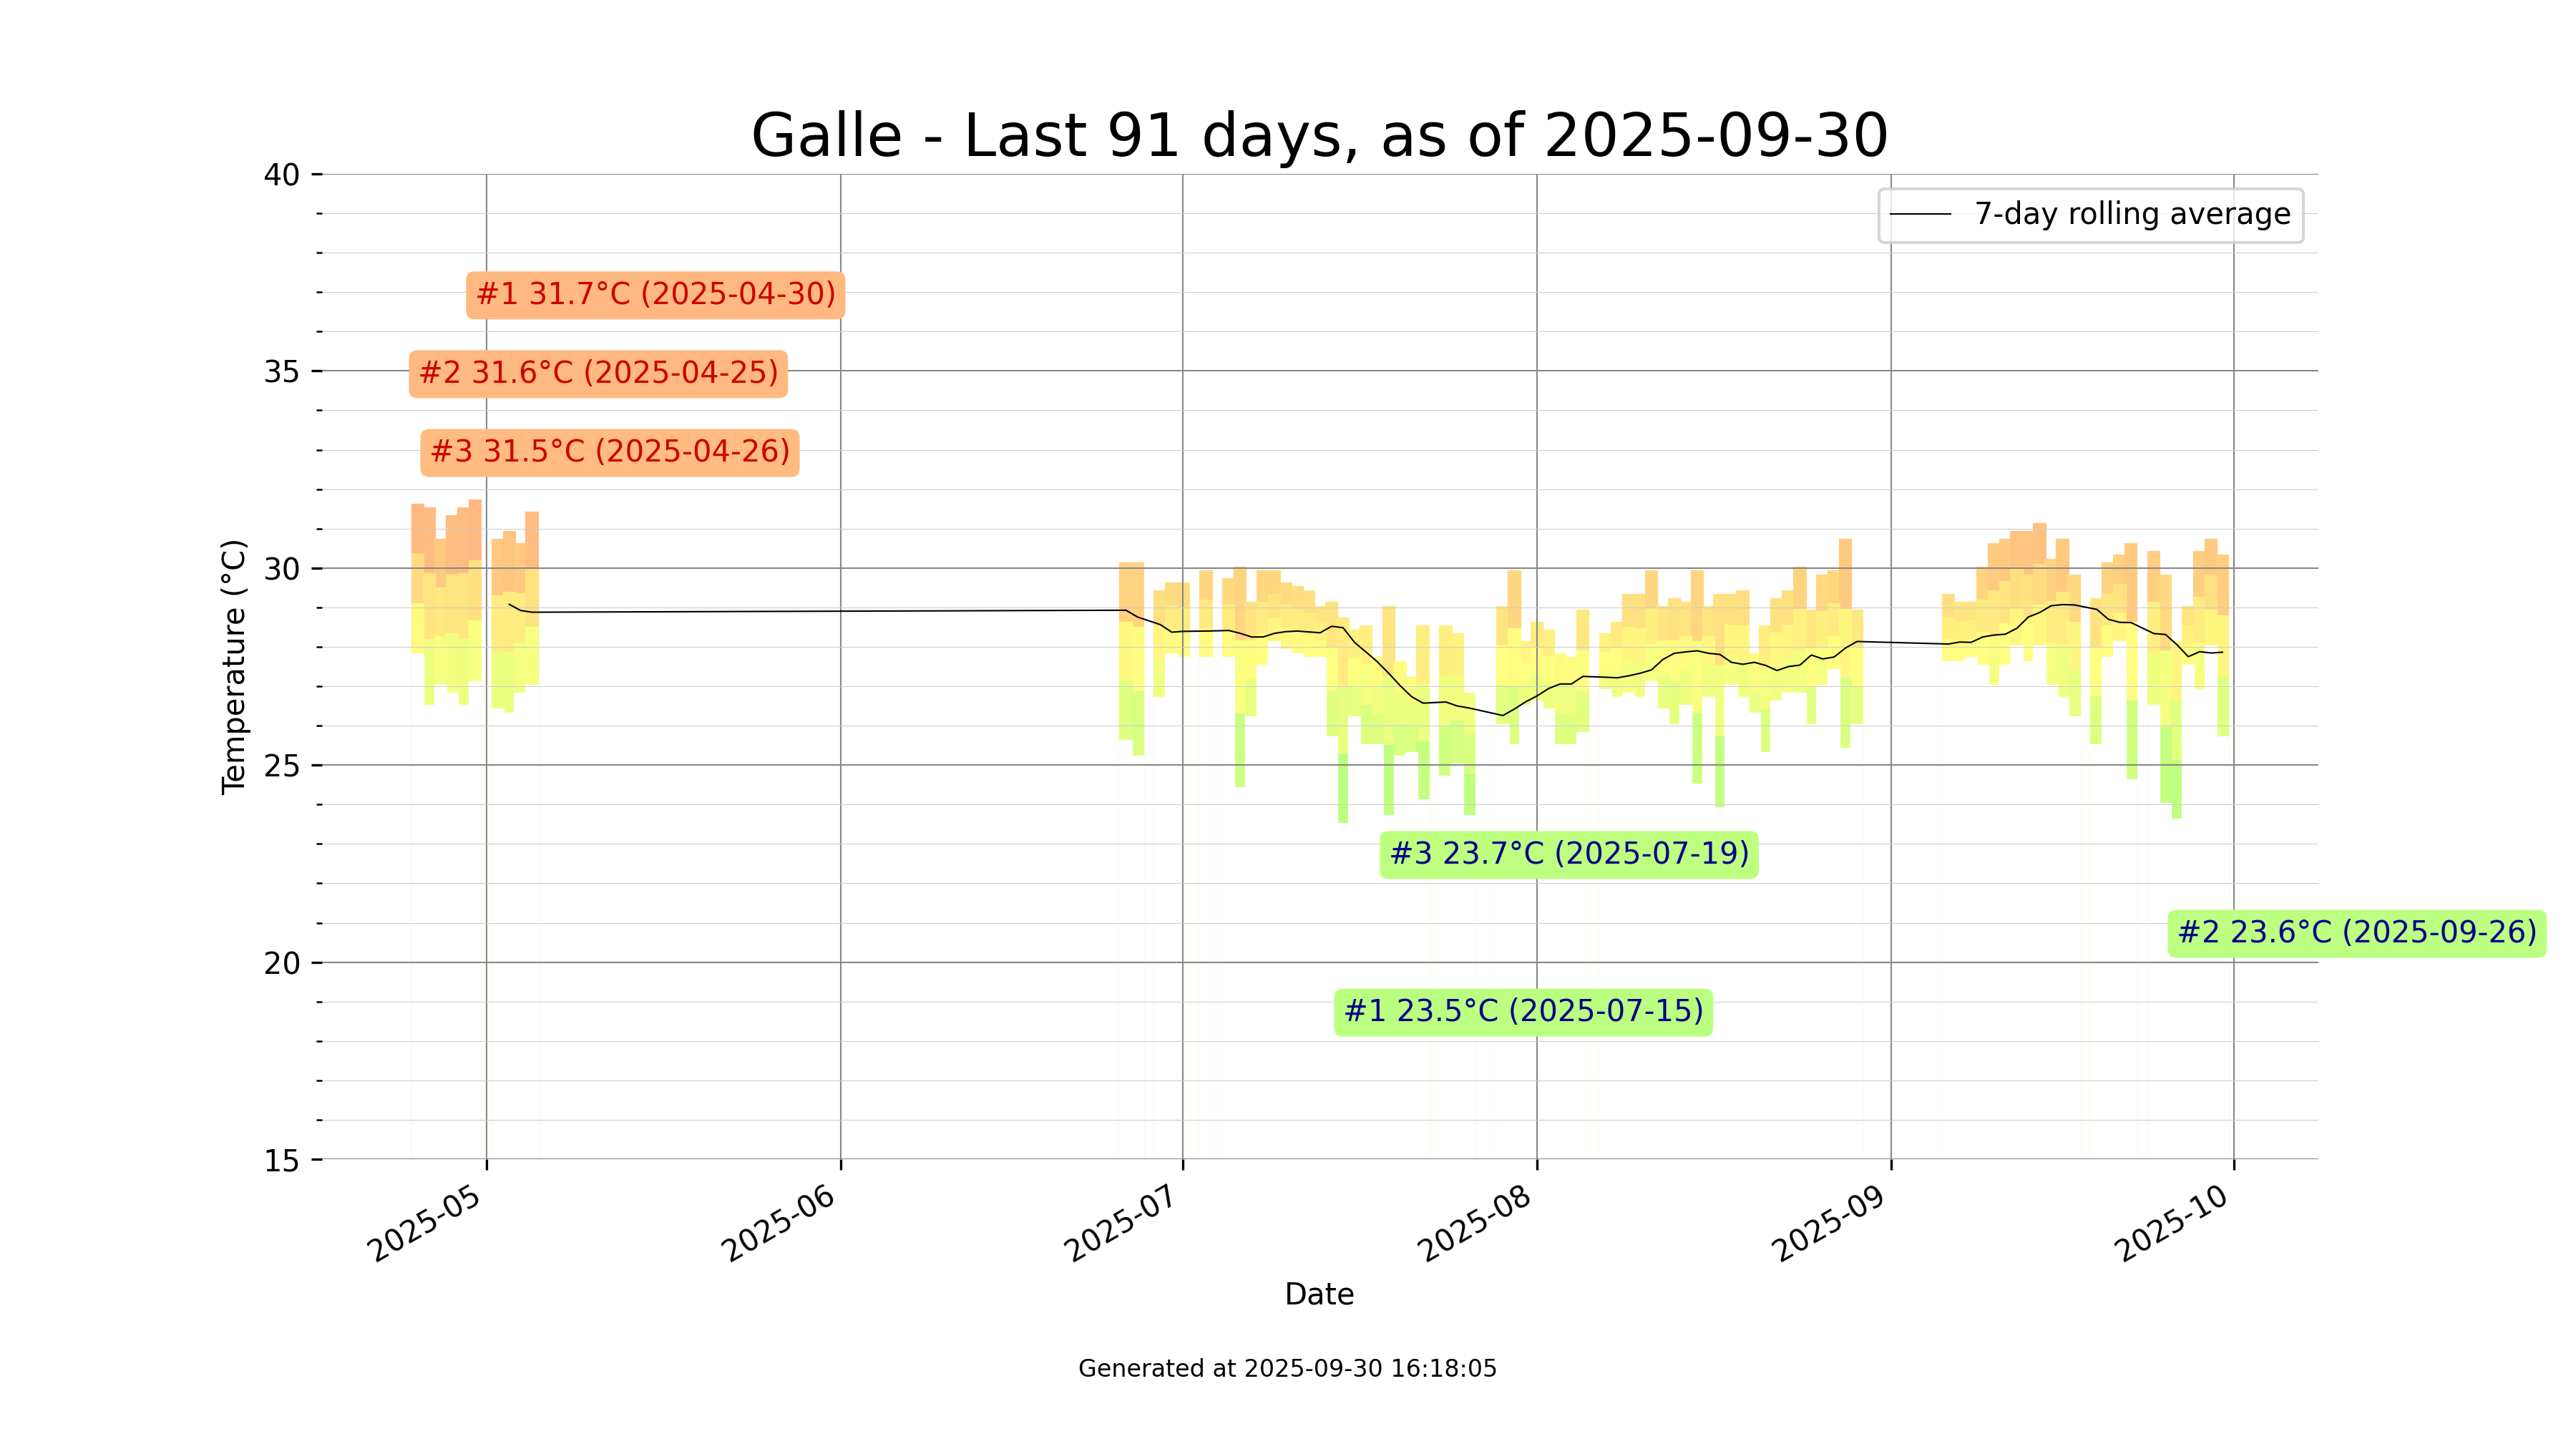 Galle - Last 91 days, as of 2025-09-30
40
35
30
25
20
15
Temperature (°C)
7-day rolling average
#1 31.7°C (2025-04-30)
#2 31.6°C (2025-04-25)
#3 31.5°C (2025-04-26)
#3 23.7°C (2025-07-19)
#2 23.6°C (2025-09-26)
#1 23.5°C (2025-07-15)
2025-05
2025-06
2025-07
2025-08
2025-09
2025-10
Date
Generated at 2025-09-30 16:18:05